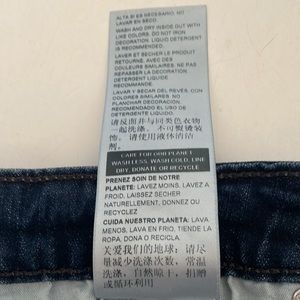 ALTA SI ES NECESARIO. NO
LAVAR EN SECO.
WASH AND DRY INSIDE OUT WITH
LIKE COLORS. DO NOT IRON
DECORATION. LIQUID DETERGENT
IS RECOMMENDED.
LAVER ET SÉCHER LE PRODUIT
RETOURNÉ, AVEC DES
COULEURS SIMILAIRES. NE PAS
REPASSER LA DÉCORATION.
LIQUIDE DETERGENT
RECOMMANDÉ.
LAVAR Y SECAR DEL REVÉS. CON
COLORES SIMILARES. NO
PLANCHAR DECORACIÓN.
RECOMENDADO EL USO DE
DETERGENTE LÍQUIDO.
请反面并与同类色衣物
一起洗涤。不可熨烫装
饰。请使用液体的洁
剂。
CARE FOR ONE PLANET
WASH LESS, WASH COLD, LINE
DRY, DONATE OR RECYCLE
PRENEZ SOIN DE NOTRE
PLANÈTE: LAVEZ MOINS, LAVEZ À
FROID, LAISSEZ SÉCHER
NATURELLEMENT, DONNEZ OU
RECYCLEZ
CUIDA NUESTRO PLANETA: LAVA
MENOS, LAVA EN FRÍO, TIENDE LA
ROPA, DONA O RECICLA
关爱我们的地球：请尽
量减少洗涤次数，常温
洗涤，自然晾干，捐赠
或循环利用